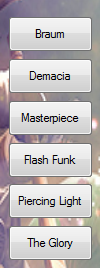 Braum
Demacia
Masterpiece
Flash Funk
Piercing Light
The Glory